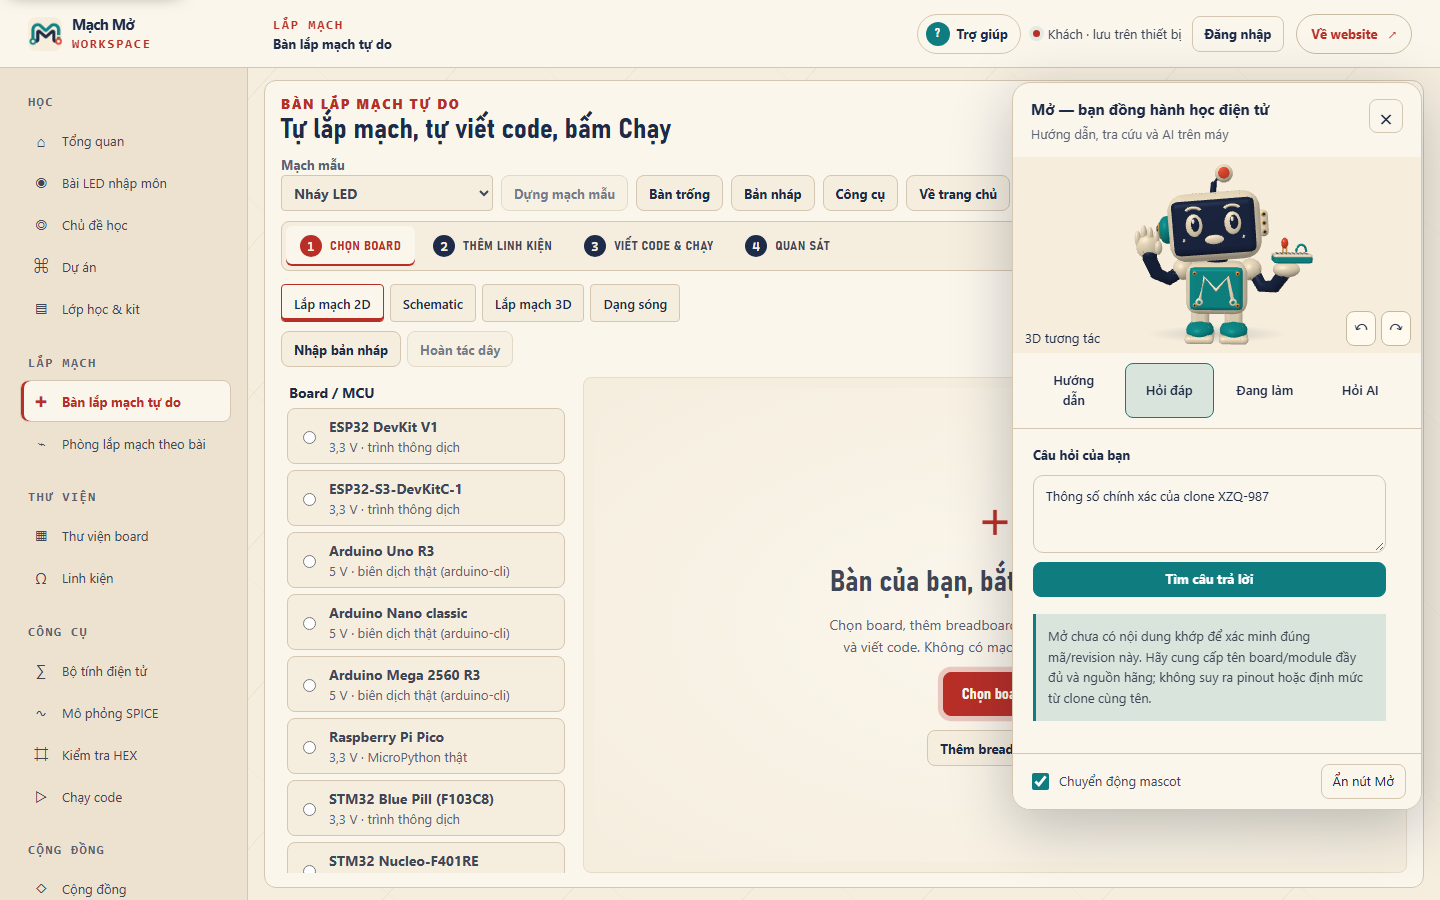 Mạch Mở
WORKSPACE
LẮP MẠCH
Bàn lắp mạch tự do
? Trợ giúp
Khách · lưu trên thiết bị
Đăng nhập
Về website ↗
HỌC
Tổng quan
Bài LED nhập môn
Chủ đề học
Dự án
Lớp học & kit
LẮP MẠCH
Bàn lắp mạch tự do
Phòng lắp mạch theo bài
THƯ VIỆN
Thư viện board
Linh kiện
CÔNG CỤ
Bộ tính điện tử
Mô phỏng SPICE
Kiểm tra HEX
Chạy code
CỘNG ĐỒNG
Cộng đồng
BÀN LẮP MẠCH TỰ DO
Tự lắp mạch, tự viết code, bấm Chạy
Mạch mẫu
Nháy LED
Dựng mạch mẫu
Bàn trống
Bản nháp
Công cụ
Về trang chủ
1 CHỌN BOARD
2 THÊM LINH KIỆN
3 VIẾT CODE & CHẠY
4 QUAN SÁT
Lắp mạch 2D
Schematic
Lắp mạch 3D
Dạng sóng
Nhập bản nháp
Hoàn tác dây
Board / MCU
ESP32 DevKit V1
3,3 V · trình thông dịch
ESP32-S3-DevKitC-1
3,3 V · trình thông dịch
Arduino Uno R3
5 V · biên dịch thật (arduino-cli)
Arduino Nano classic
5 V · biên dịch thật (arduino-cli)
Arduino Mega 2560 R3
5 V · biên dịch thật (arduino-cli)
Raspberry Pi Pico
3,3 V · MicroPython thật
STM32 Blue Pill (F103C8)
3,3 V · trình thông dịch
STM32 Nucleo-F401RE
Bàn của bạn, bắt
Chọn board, thêm breadboard
và viết code. Không có mạc
Chọn boa
Thêm bread
Mở — bạn đồng hành học điện tử
Hướng dẫn, tra cứu và AI trên máy
3D tương tác
Hướng
dẫn
Hỏi đáp
Đang làm
Hỏi AI
Câu hỏi của bạn
Thông số chính xác của clone XZQ-987
Tìm câu trả lời
Mở chưa có nội dung khớp để xác minh đúng
mã/revision này. Hãy cung cấp tên board/module đầy
đủ và nguồn hãng; không suy ra pinout hoặc định mức
từ clone cùng tên.
Chuyển động mascot
Ẩn nút Mở